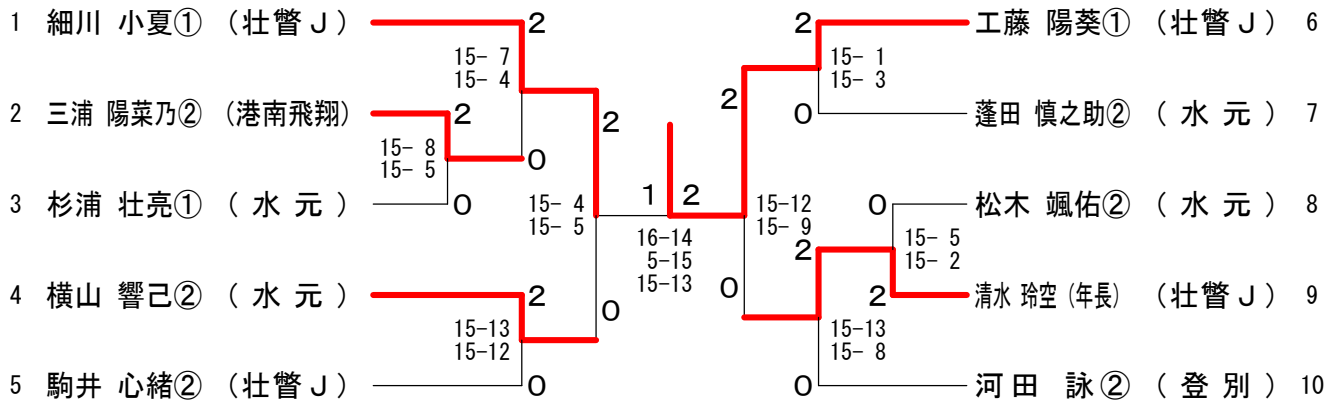 1 細川 小夏① (壮瞥J) 2 2 工藤 陽葵① (壮瞥J) 6
15- 7 15- 1
15- 4 15- 3
2 2
2 三浦 陽菜乃② (港南飛翔) 2 0 蓬田 慎之助② (水元) 7
15- 8
15- 5 0
3 杉浦 壮亮① (水元) 0 15- 4 1 2 15-12 0 松木 颯佑② (水元) 8
15- 5 15- 9
16-14 2 15- 5
5-15 15- 2
15-13
4 横山 響己② (水元) 2 0 0 2 清水 玲空(年長) (壮瞥J) 9
15-13 15-13
15-12 15- 8
5 駒井 心緒② (壮瞥J) 0 0 河田 詠② (登別) 10